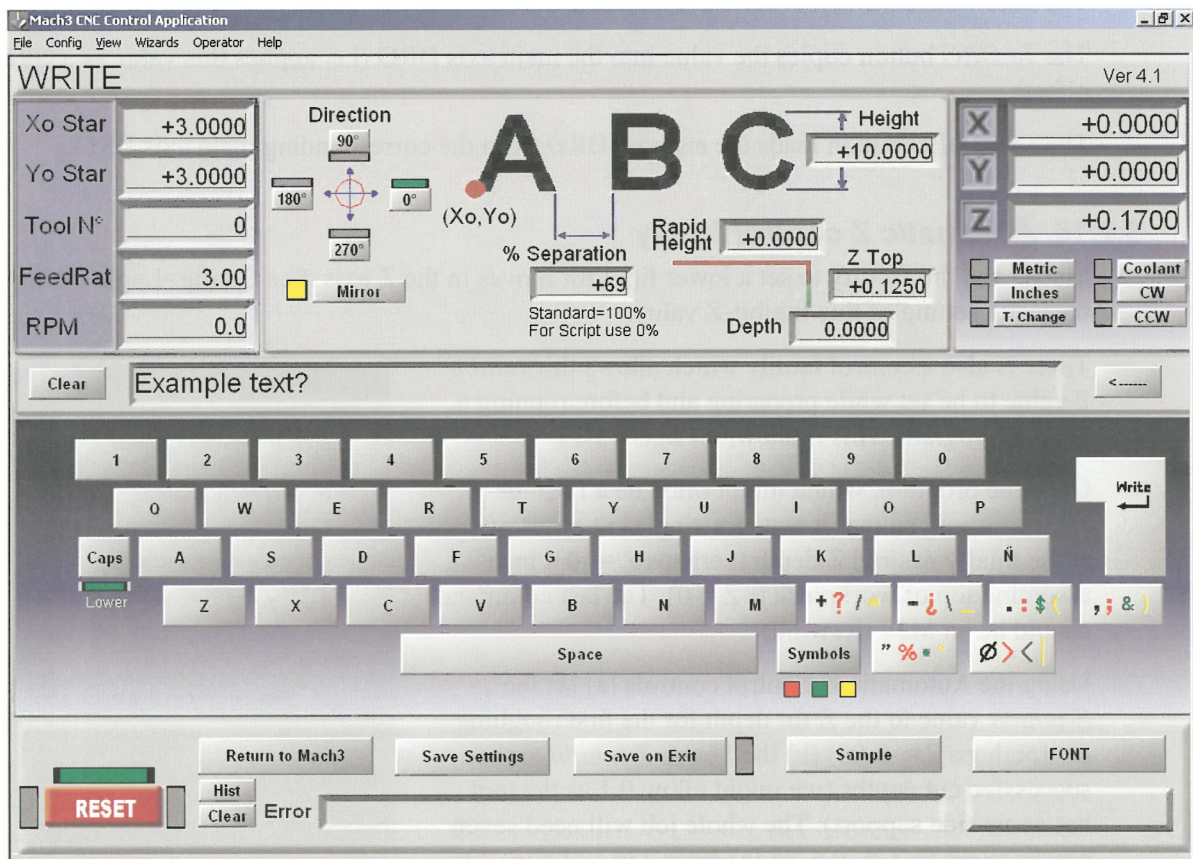 Mach3 CNC Control Application
File Config View Wizards Operator Help
WRITE Ver 4.1
Xo Star +3.0000
Yo Star +3.0000
Tool N° 0
FeedRat 3.00
RPM 0.0
Direction
90°
180° 0°
270°
Mirror
A B C
(Xo,Yo)
Height
+10.0000
% Separation
+69
Standard=100%
For Script use 0%
Rapid
Height +0.0000
Z Top
+0.1250
Depth 0.0000
X +0.0000
Y +0.0000
Z +0.1700
Metric Coolant
Inches CW
T. Change CCW
Clear Example text? <------
1 2 3 4 5 6 7 8 9 0
Q W E R T Y U I O P
Write
Caps A S D F G H J K L Ñ
Lower
Z X C V B N M + ? / = - ¿ \ _ . : $ ( , ; & )
Space Symbols " % * ° Ø > < |
Return to Mach3 Save Settings Save on Exit Sample FONT
RESET
Hist
Clear Error